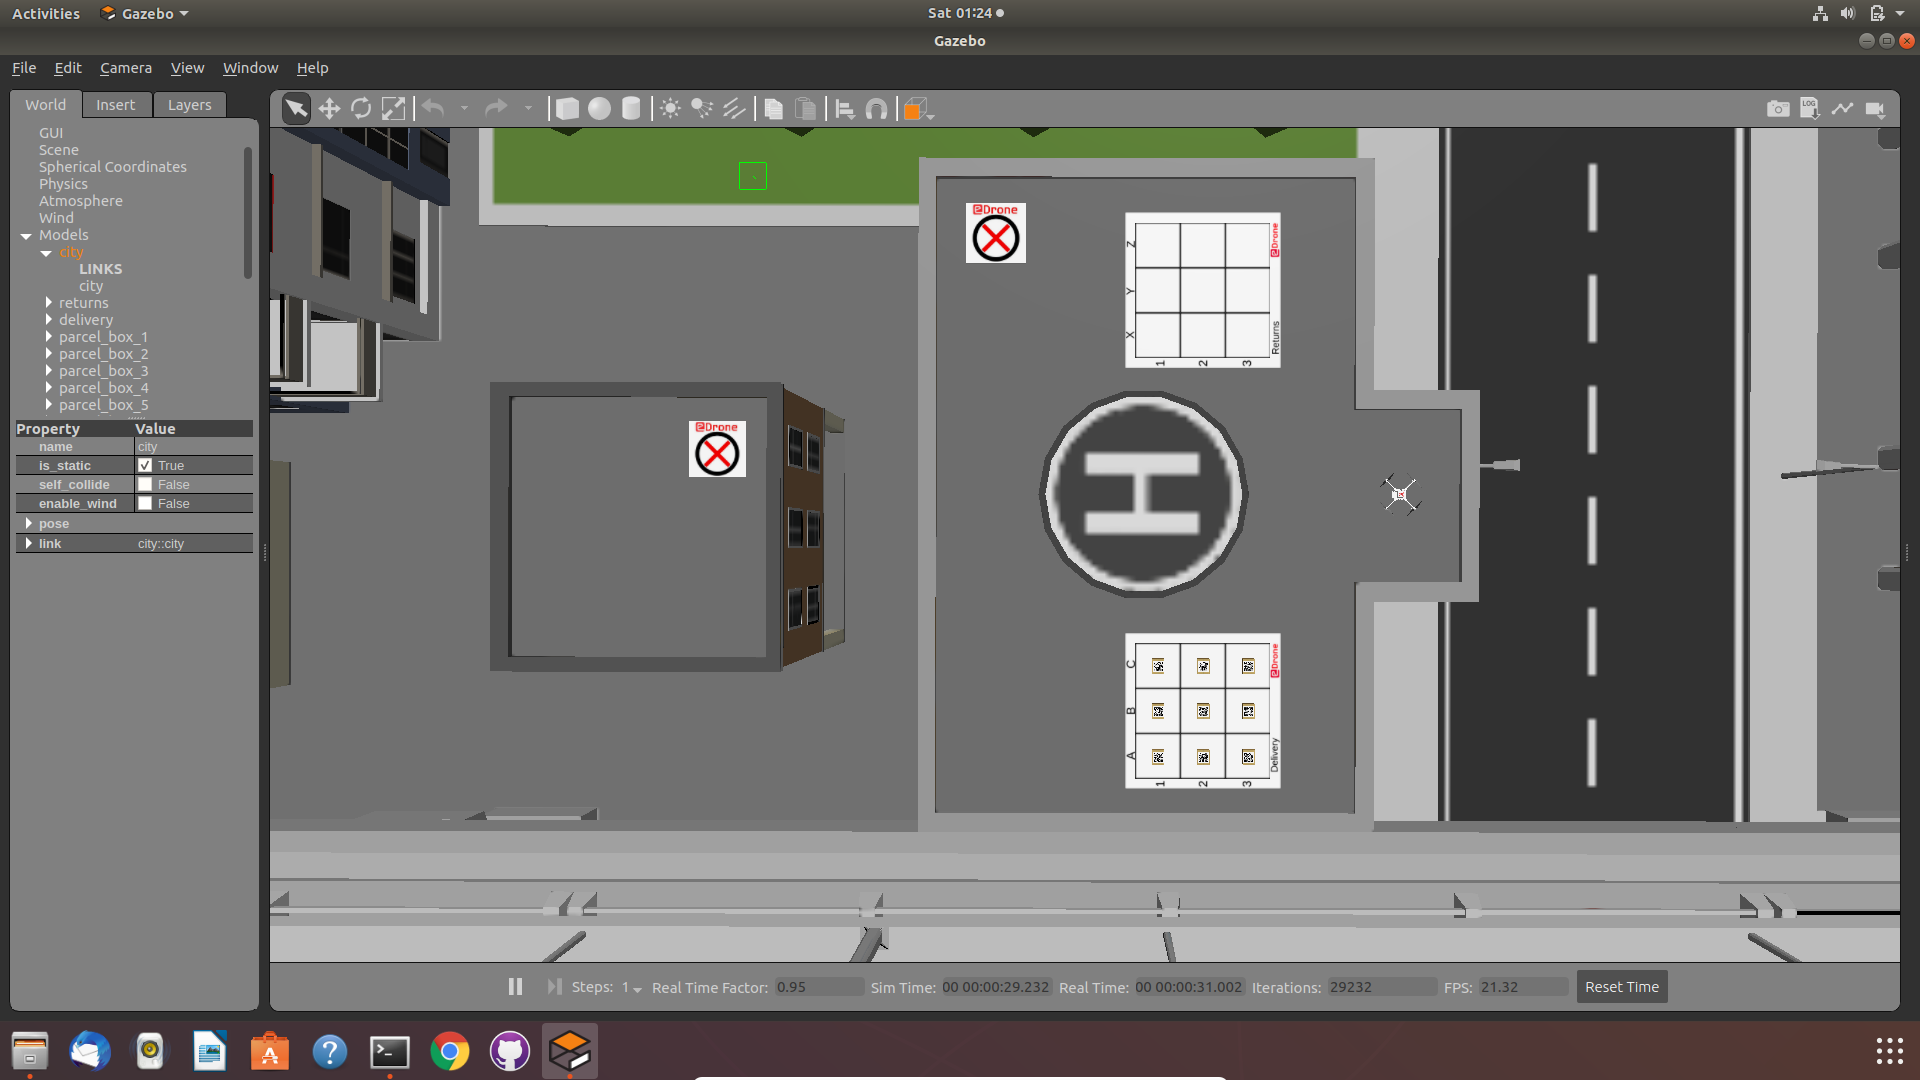 Activities
Gazebo
Sat 01:24
Gazebo
File Edit Camera View Window Help
World Insert Layers
LOG
GUI
Scene
Spherical Coordinates
Physics
Atmosphere
Wind
Models
city
LINKS
city
returns
delivery
parcel_box_1
parcel_box_2
parcel_box_3
parcel_box_4
parcel_box_5
Property Value
name city
is_static True
self_collide False
enable_wind False
pose
link city::city
eDrone
eDrone
Z
Y
X
1 2 3
Returns
eDrone
H
C
B
A
1 2 3
Delivery
eDrone
Steps: 1 Real Time Factor: 0.95 Sim Time: 00 00:00:29.232 Real Time: 00 00:00:31.002 Iterations: 29232 FPS: 21.32 Reset Time